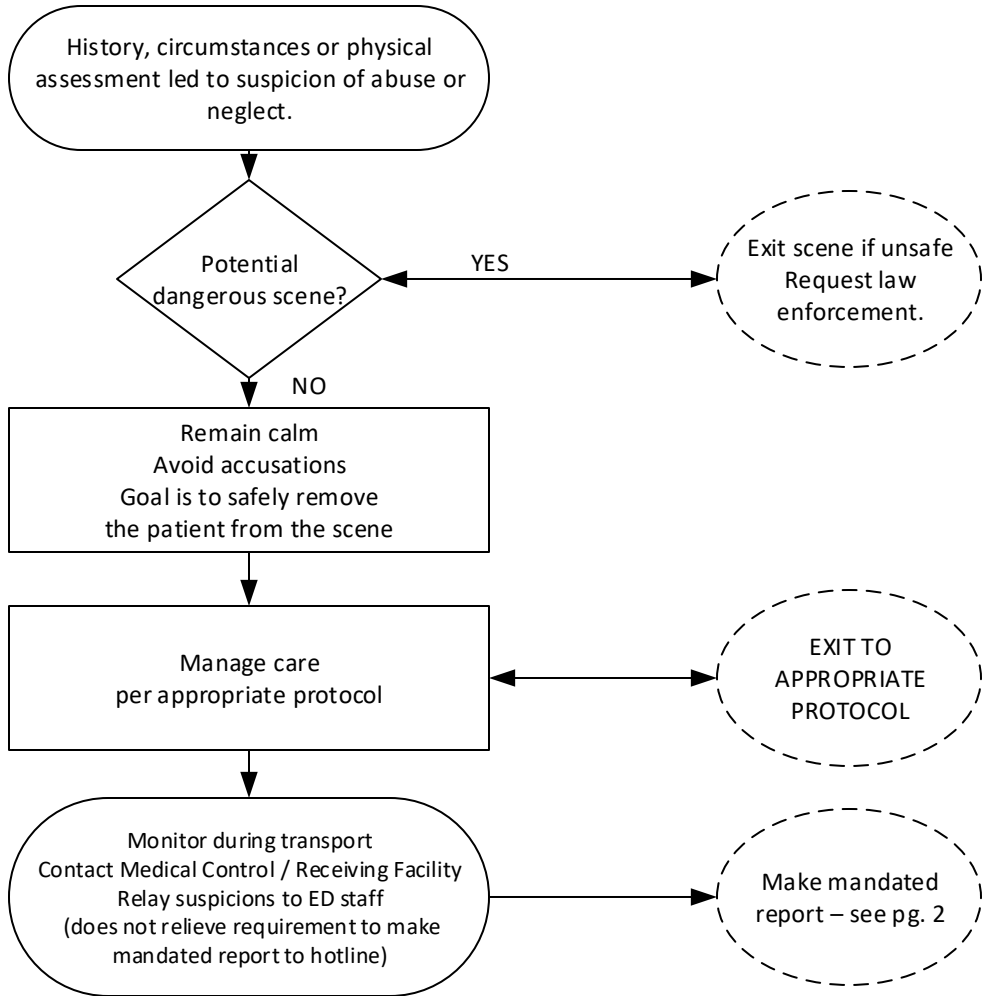 History, circumstances or physical
assessment led to suspicion of abuse or
neglect.
Potential
dangerous scene?
YES
Exit scene if unsafe
Request law
enforcement.
NO
Remain calm
Avoid accusations
Goal is to safely remove
the patient from the scene
Manage care
per appropriate protocol
EXIT TO
APPROPRIATE
PROTOCOL
Monitor during transport
Contact Medical Control / Receiving Facility
Relay suspicions to ED staff
(does not relieve requirement to make
mandated report to hotline)
Make mandated
report – see pg. 2